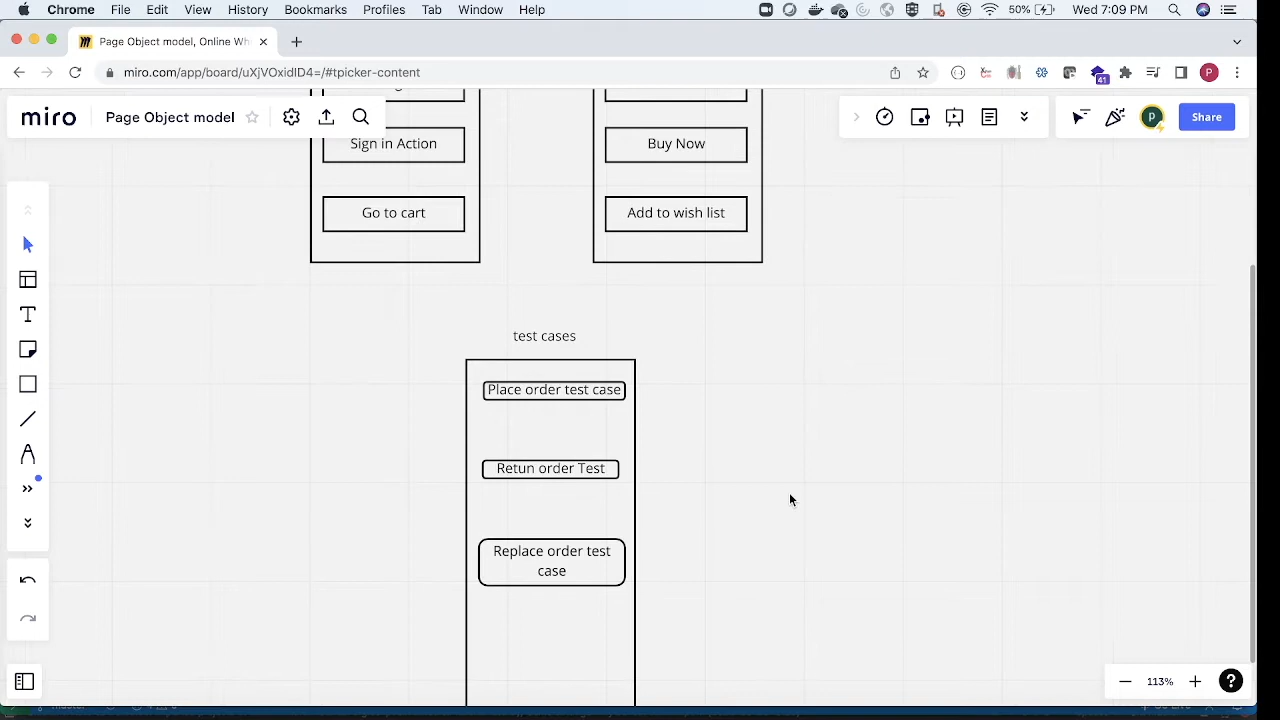 Chrome File Edit View History Bookmarks Profiles Tab Window Help 50% Wed 7:09 PM
Page Object model, Online Wh
miro.com/app/board/uXjVOxidID4=/#tpicker-content
41
P
miro Page Object model
P
Share
Sign in Action
Buy Now
Go to cart
Add to wish list
test cases
Place order test case
Retun order Test
Replace order test
case
113%